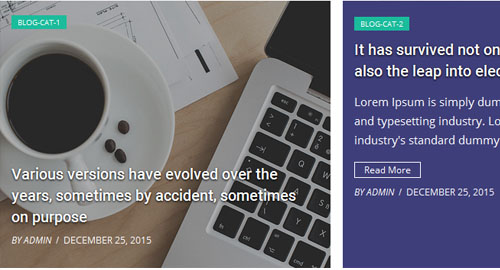 BLOG-CAT-1
Various versions have evolved over the
years, sometimes by accident, sometimes
on purpose
BY ADMIN / DECEMBER 25, 2015
BLOG-CAT-2
It has survived not on
also the leap into elec
Lorem Ipsum is simply dum
and typesetting industry. Lo
industry's standard dummy
Read More
BY ADMIN / DECEMBER 25, 2015